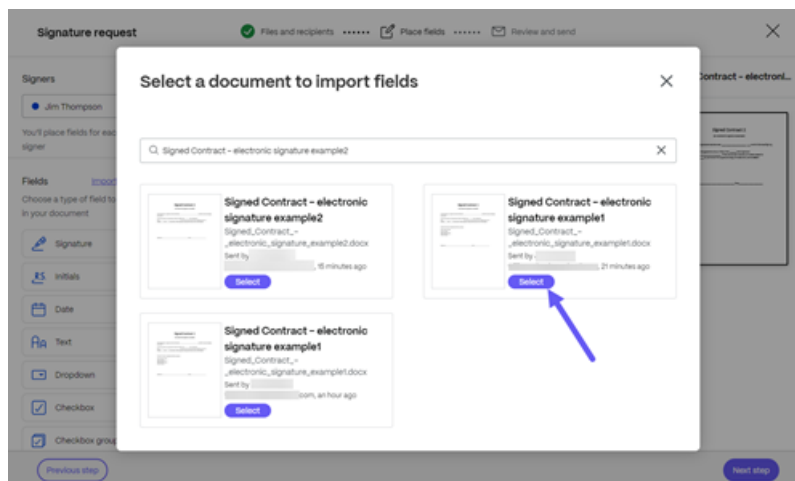 Signature request
Files and recipients
Place fields
Review and send
Signers
Jim Thompson
You'll place fields for eac
signer
Fields
Import
Choose a type of field to
in your document
Signature
Initials
Date
Text
Dropdown
Checkbox
Checkbox group
Previous step
Select a document to import fields
Signed Contract - electronic signature example2
Signed Contract - electronic
signature example2
Signed_Contract_-
_electronic_signature_example2.docx
Sent by
, 15 minutes ago
Select
Signed Contract - electronic
signature example1
Signed_Contract_-
_electronic_signature_example1.docx
Sent by
, 21 minutes ago
Select
Signed Contract - electronic
signature example1
Signed_Contract_-
_electronic_signature_example1.docx
Sent by
com, an hour ago
Select
Contract - electroni...
Next step